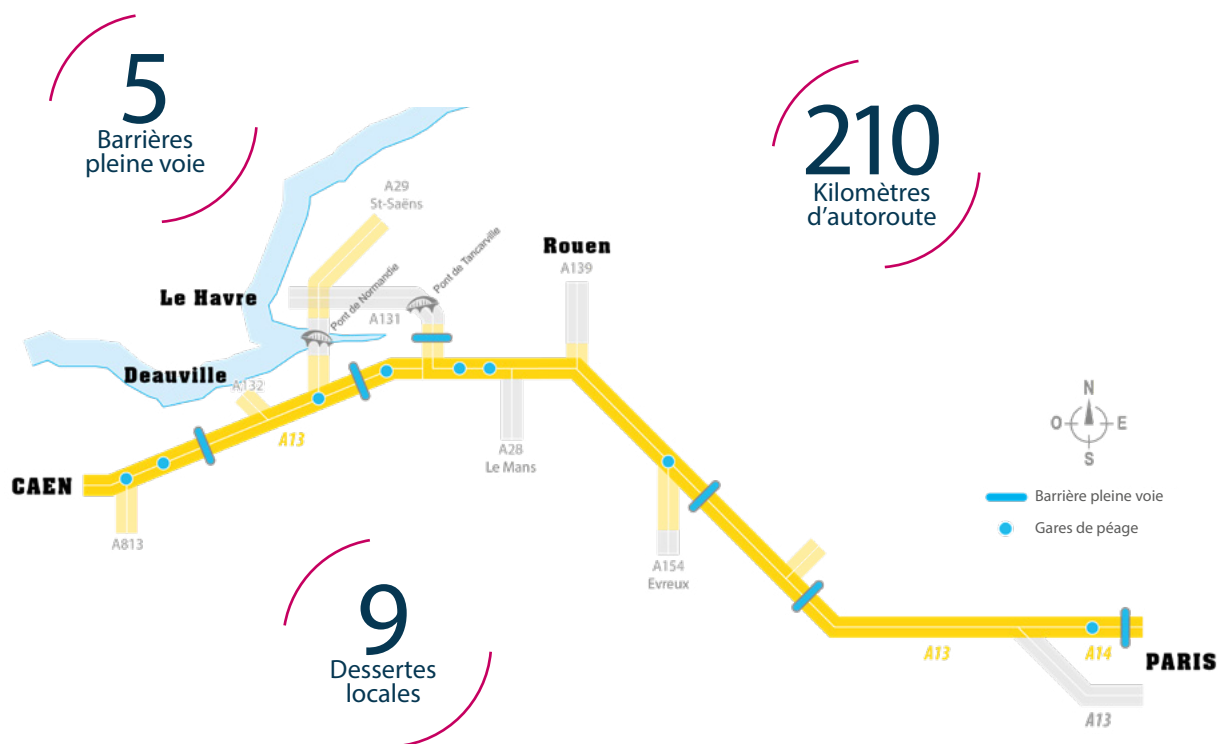 5
Barrières
pleine voie
210
Kilomètres
d’autoroute
A29
St-Saëns
Pont de Normandie
Pont de Tancarville
Rouen
A139
Le Havre
A131
Deauville
A132
A13
A28
Le Mans
N
O
E
S
CAEN
Barrière pleine voie
Gares de péage
A813
A154
Evreux
9
Dessertes
locales
A13
A14
PARIS
A13